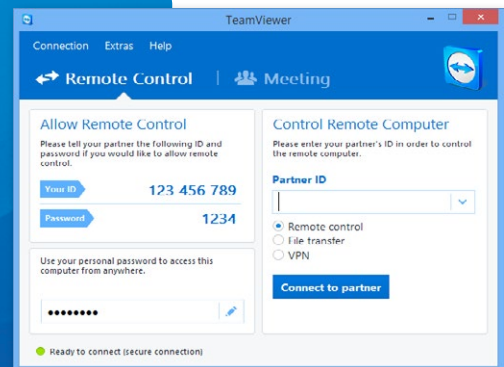 TeamViewer
Connection Extras Help
Remote Control | Meeting
Allow Remote Control
Please tell your partner the following ID and
password if you would like to allow remote
control.
Your ID 123 456 789
Password 1234
Use your personal password to access this
computer from anywhere.
••••••••
Ready to connect (secure connection)
Control Remote Computer
Please enter your partner's ID in order to control
the remote computer.
Partner ID
Remote control
File transfer
VPN
Connect to partner